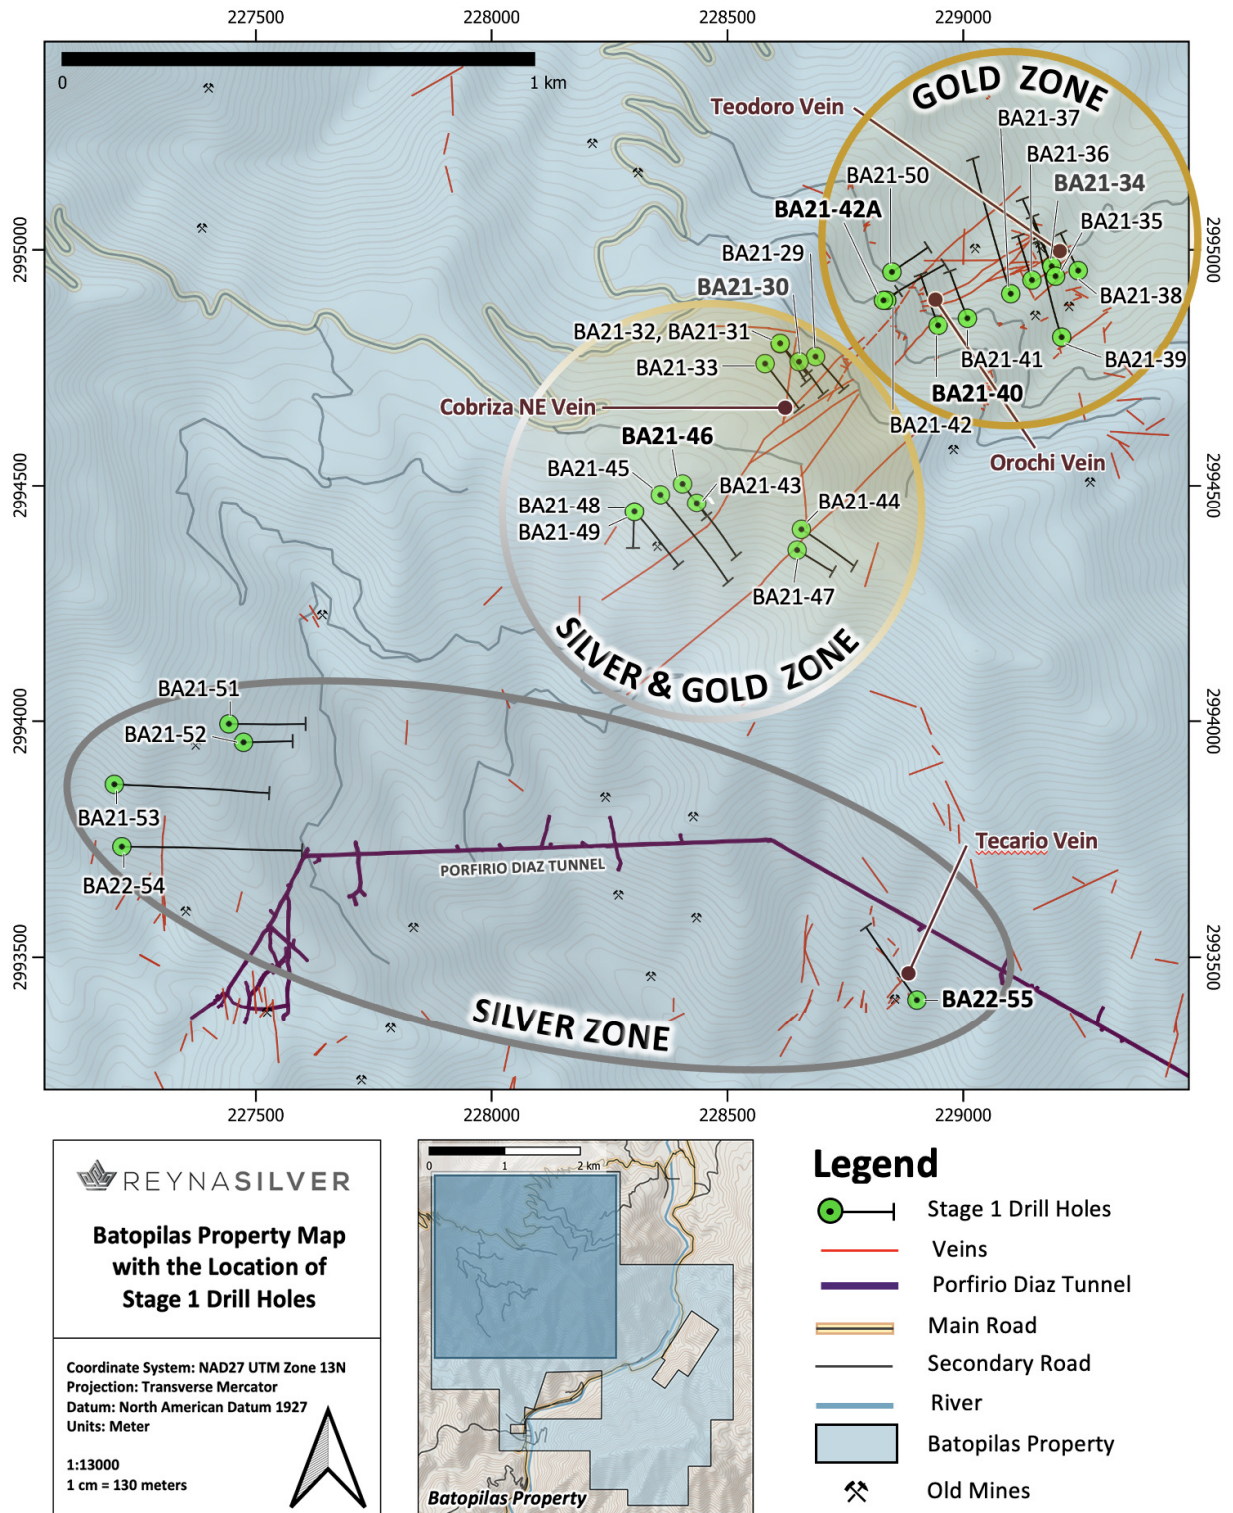 227500
228000
228500
229000
0
1 km
GOLD ZONE
Teodoro Vein
BA21-37
BA21-36
BA21-50
BA21-34
BA21-42A
BA21-35
2995000
2995000
BA21-29
BA21-30
BA21-38
BA21-32, BA21-31
BA21-33
BA21-41
BA21-39
BA21-40
Cobriza NE Vein
BA21-42
BA21-46
Orochi Vein
BA21-45
BA21-43
2994500
2994500
BA21-48
BA21-44
BA21-49
BA21-47
SILVER & GOLD ZONE
BA21-51
2994000
2994000
BA21-52
BA21-53
Tecario Vein
PORFIRIO DIAZ TUNNEL
BA22-54
2993500
2993500
BA22-55
SILVER ZONE
227500
228000
228500
229000
REYNASILVER
Batopilas Property Map
with the Location of
Stage 1 Drill Holes
Coordinate System: NAD27 UTM Zone 13N
Projection: Transverse Mercator
Datum: North American Datum 1927
Units: Meter
1:13000
1 cm = 130 meters
0
1
2 km
Batopilas Property
Legend
Stage 1 Drill Holes
Veins
Porfirio Diaz Tunnel
Main Road
Secondary Road
River
Batopilas Property
Old Mines